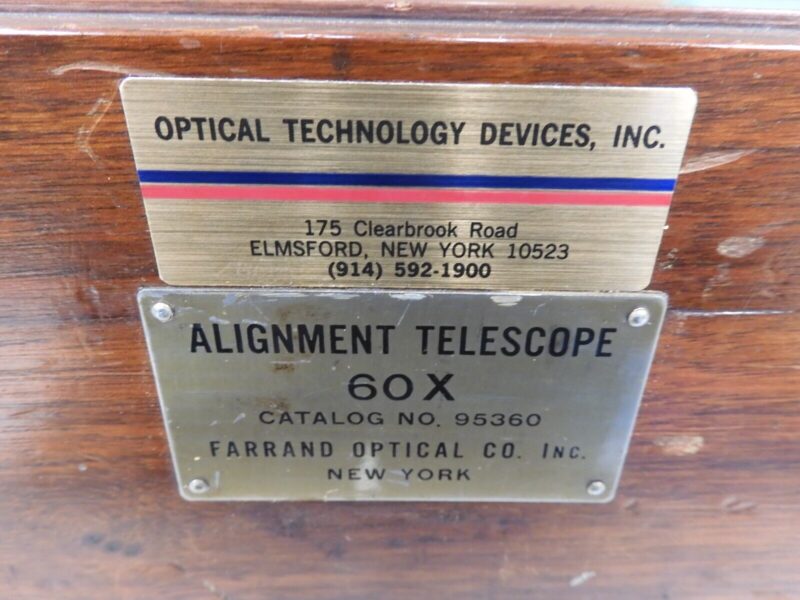 OPTICAL TECHNOLOGY DEVICES, INC.
175 Clearbrook Road
ELMSFORD, NEW YORK 10523
(914) 592-1900
ALIGNMENT TELESCOPE
60X
CATALOG NO. 95360
FARRAND OPTICAL CO. INC.
NEW YORK